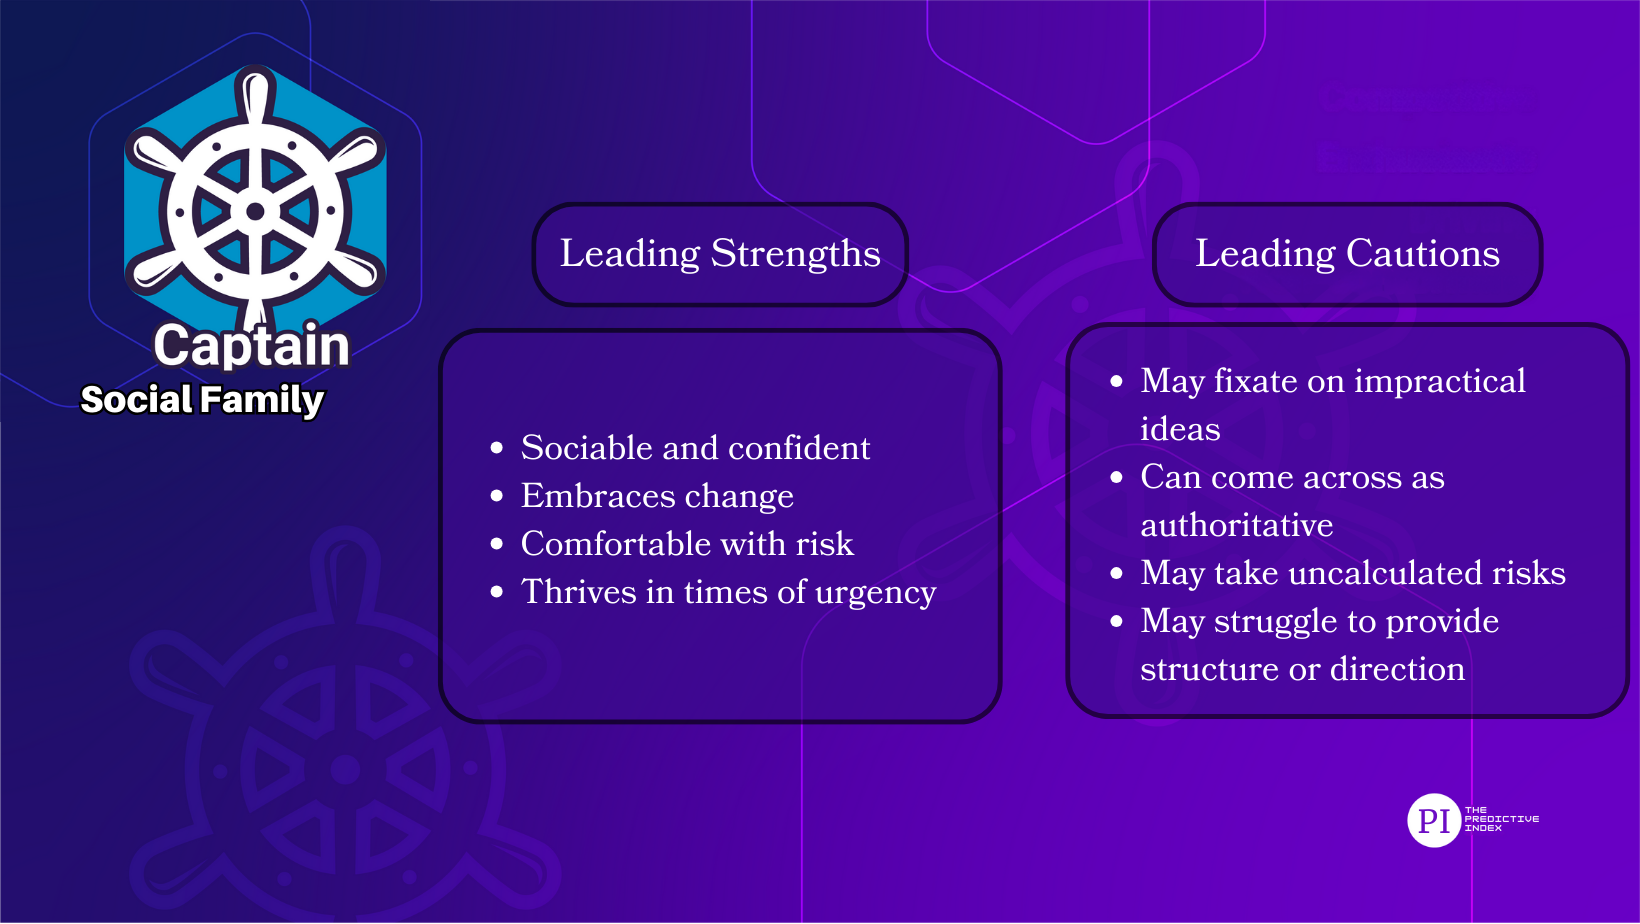 Captain
Social Family
Leading Strengths
• Sociable and confident
• Embraces change
• Comfortable with risk
• Thrives in times of urgency
Leading Cautions
• May fixate on impractical
ideas
• Can come across as
authoritative
• May take uncalculated risks
• May struggle to provide
structure or direction
PI
THE
PREDICTIVE
INDEX